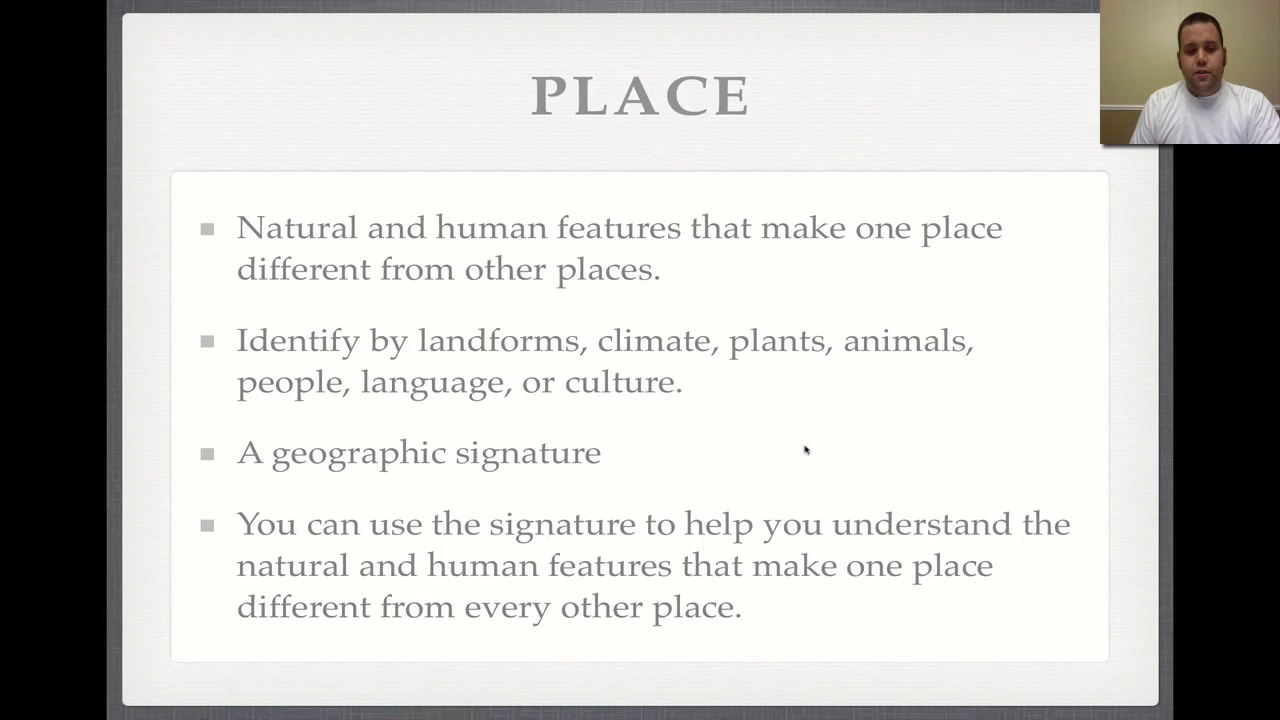 PLACE
Natural and human features that make one place
different from other places.
Identify by landforms, climate, plants, animals,
people, language, or culture.
A geographic signature
You can use the signature to help you understand the
natural and human features that make one place
different from every other place.